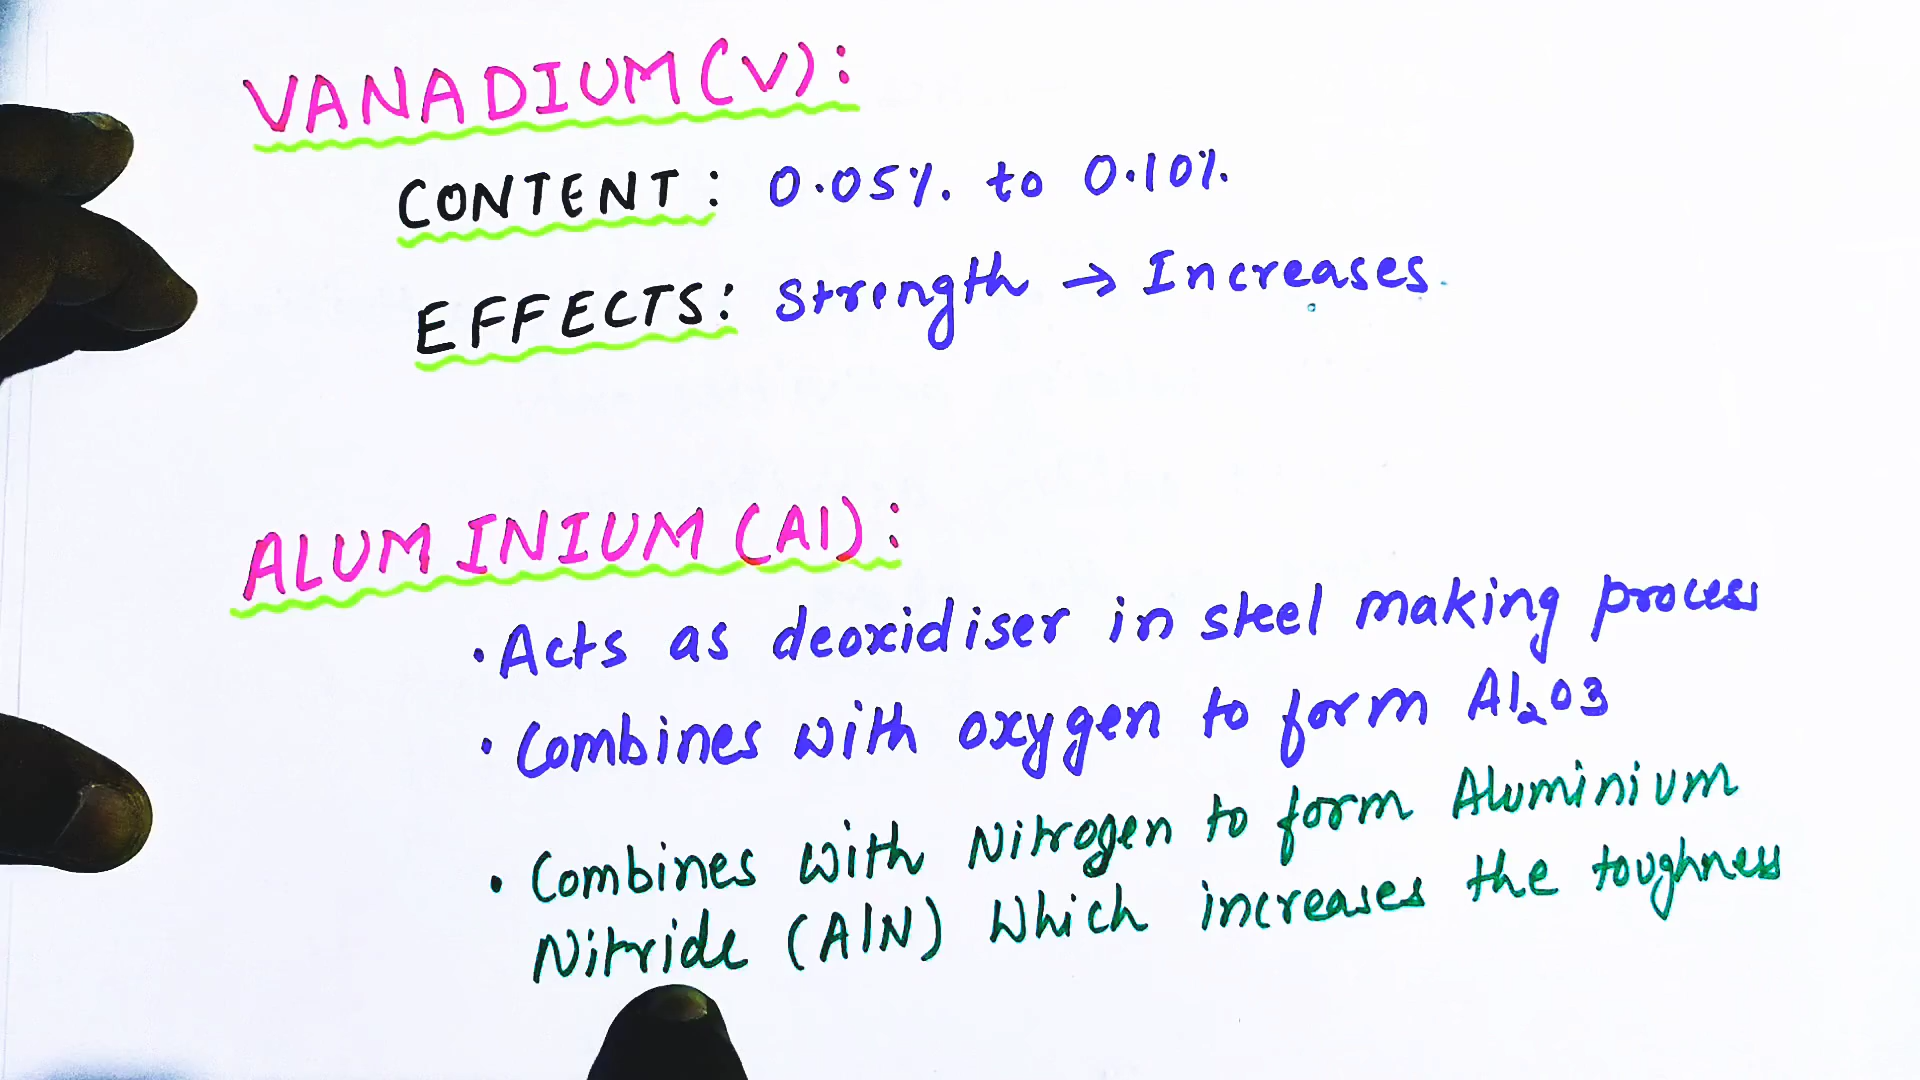 VANADIUM(V):
CONTENT: 0.05%. to 0.10%.
EFFECTS: Strength → Increases.
ALUMINIUM (Al):
• Acts as deoxidiser in steel making process
• Combines with oxygen to form Al₂O3
• Combines with Nitrogen to form Aluminium
Nitride (AlN) Which increases the toughness